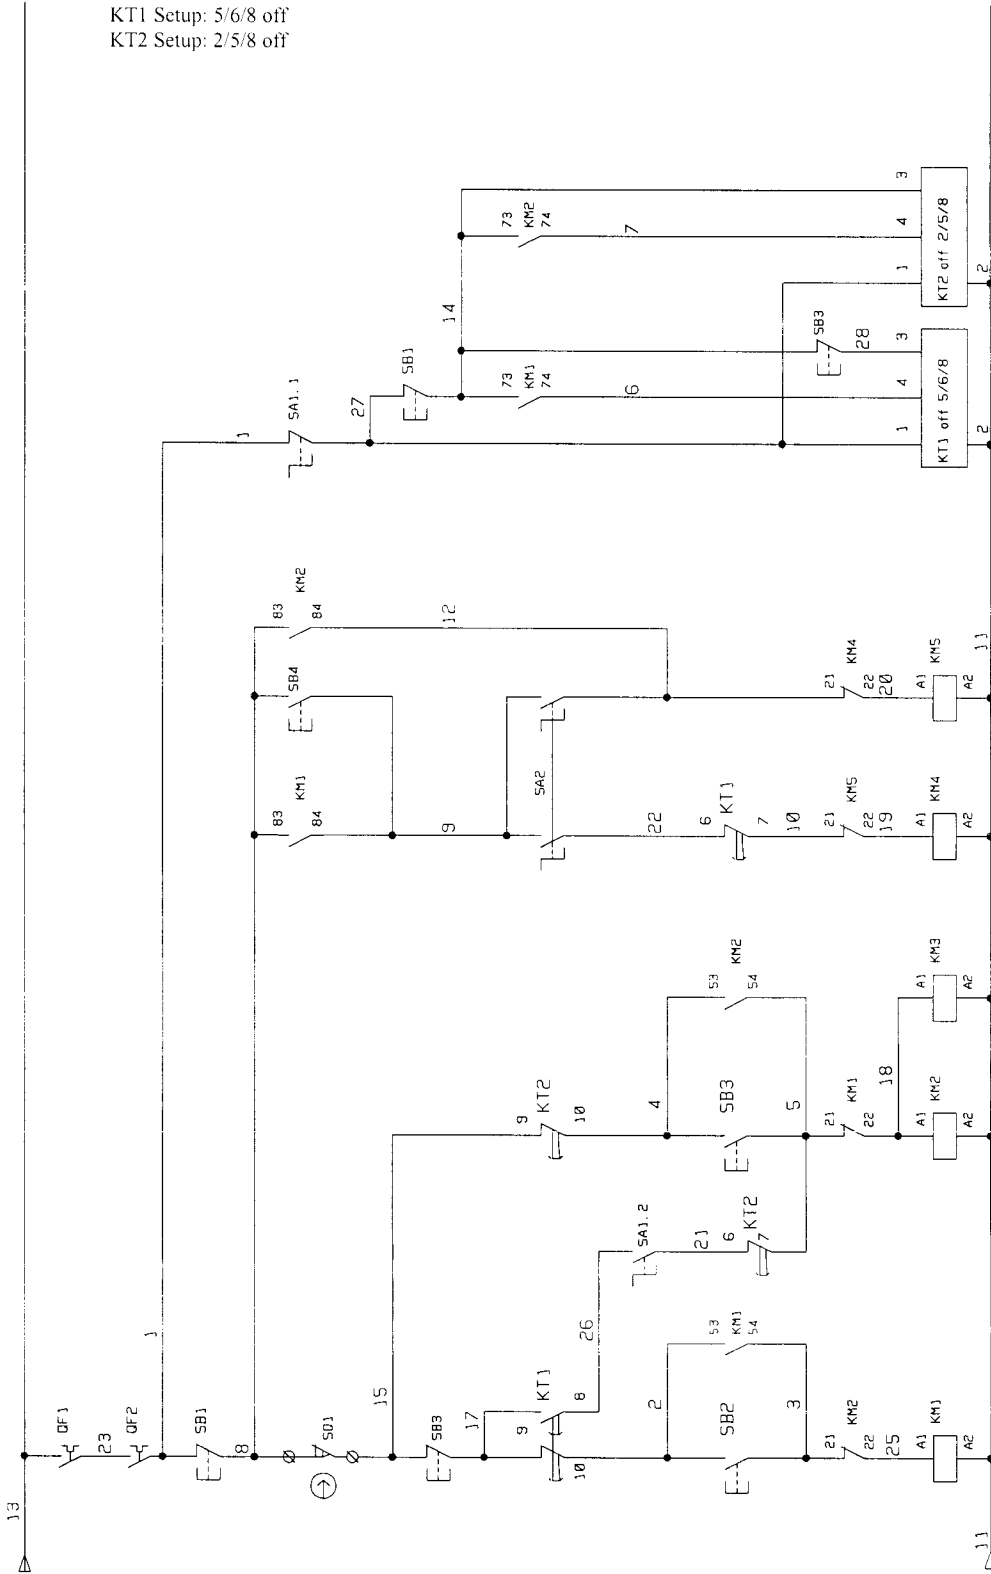 KT1 Setup: 5/6/8 off
KT2 Setup: 2/5/8 off
13
QF1
23
QF2
1
SB1
8
SQ1
15
SB3
17
KT1
9
8
10
26
2
53
KM1
54
SB2
3
21
KM2
22
25
A1
KM1
A2
11
SA1.2
21
6
KT2
7
9
KT2
10
4
53
KM2
54
SB3
5
21
KM1
22
18
A1
KM2
A2
A1
KM3
A2
83
KM1
84
SB4
83
KM2
84
9
12
SA2
22
6
KT1
7
10
21
KM5
22
19
A1
KM4
A2
21
KM4
22
20
A1
KM5
A2
11
1
SA1.1
27
SB1
14
73
KM1
74
6
SB3
28
73
KM2
74
7
1
4
3
KT1 off 5/6/8
2
1
4
3
KT2 off 2/5/8
2